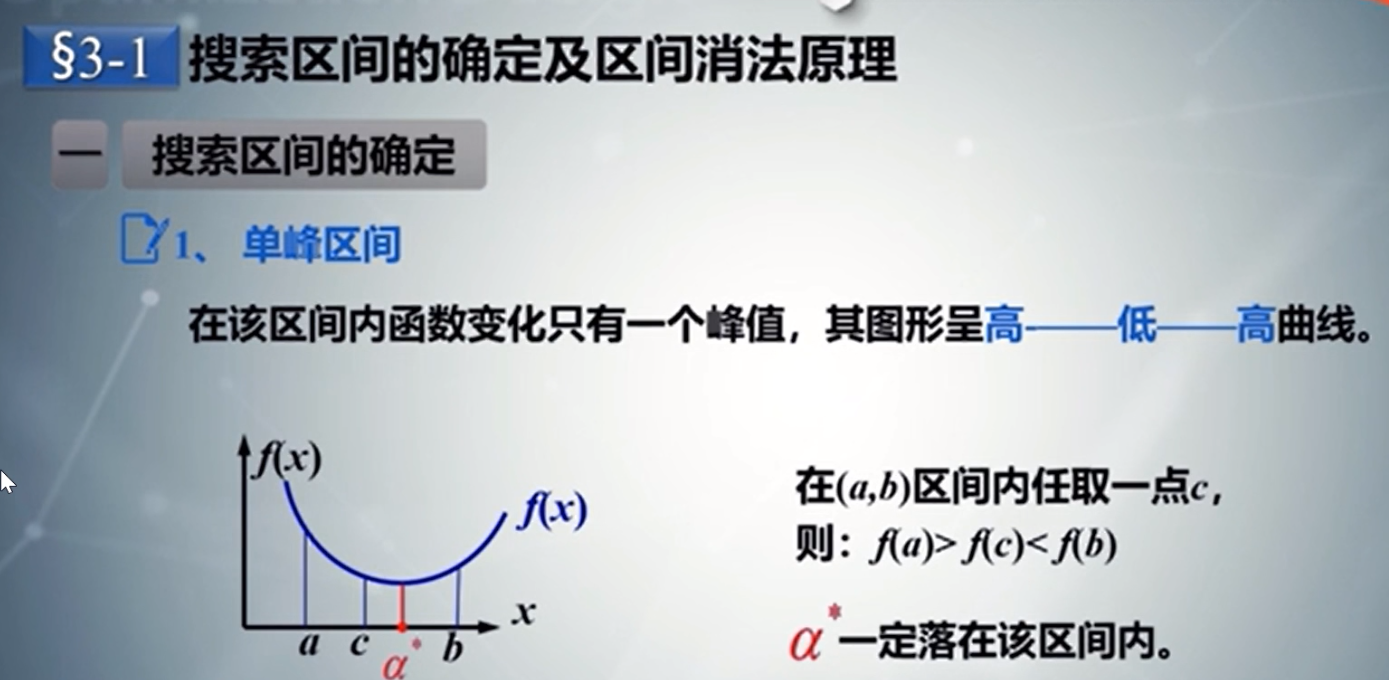 §3-1 搜索区间的确定及区间消法原理
一 搜索区间的确定
1、 单峰区间
在该区间内函数变化只有一个峰值，其图形呈高——低——高曲线。
f(x)
f(x)
在(a,b)区间内任取一点c，
则：f(a)> f(c)< f(b)
x
a c α* b
α*一定落在该区间内。